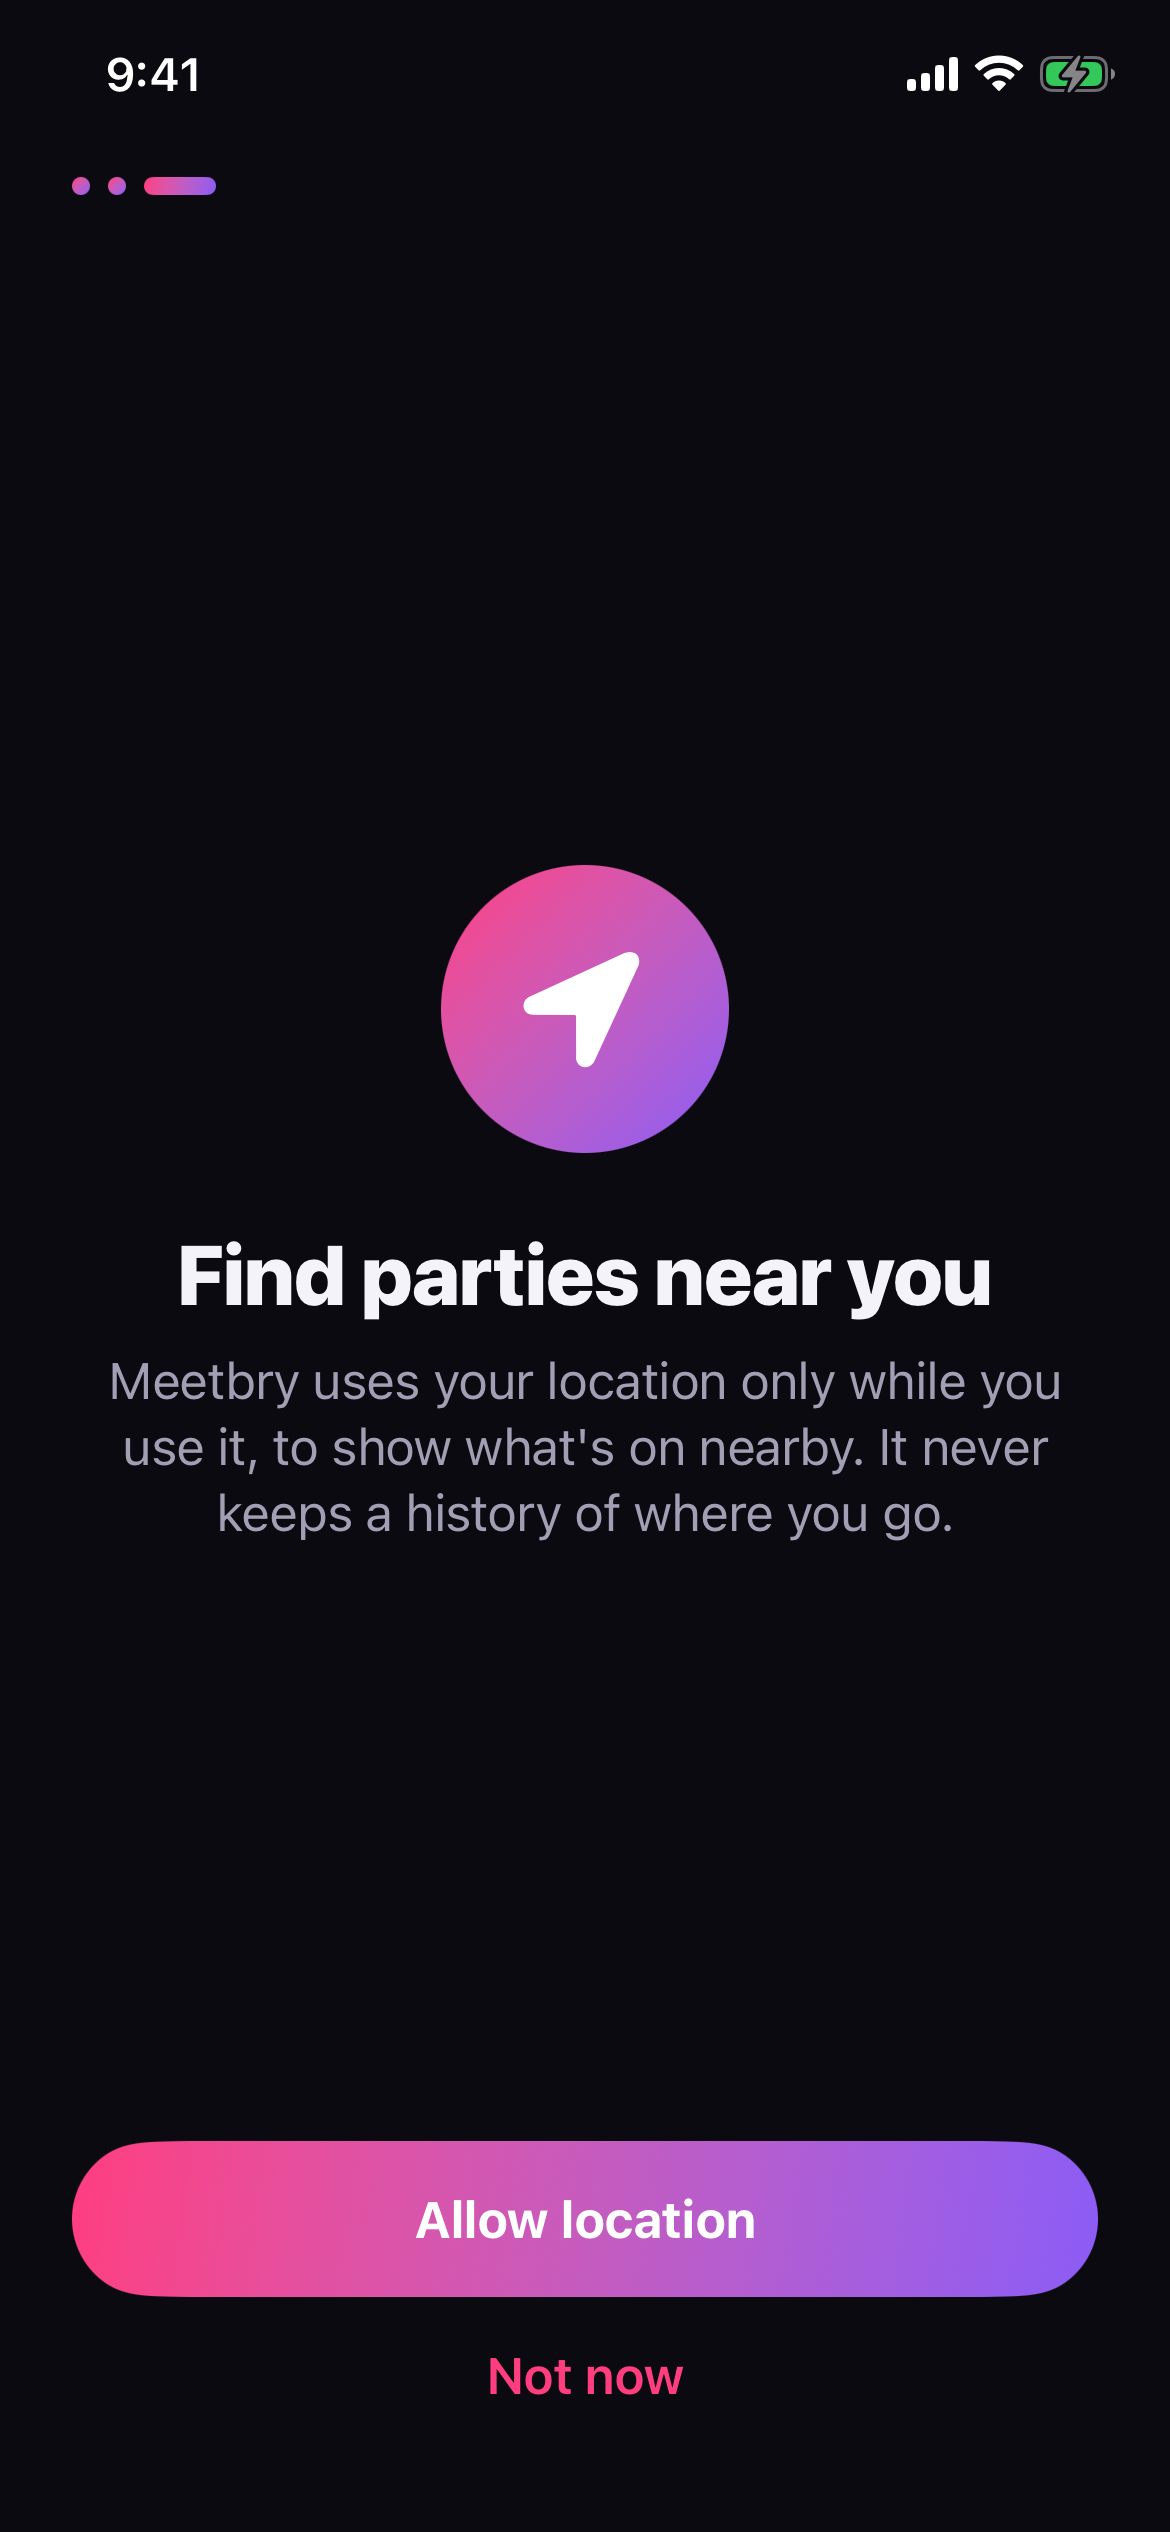 9:41
Find parties near you
Meetbry uses your location only while you
use it, to show what's on nearby. It never
keeps a history of where you go.
Allow location
Not now